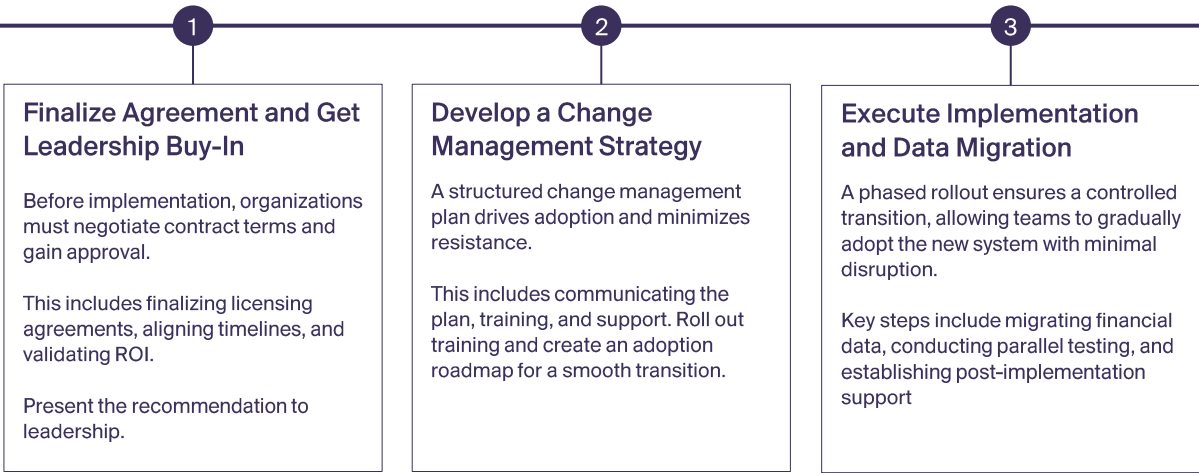 1
Finalize Agreement and Get
Leadership Buy-In
Before implementation, organizations
must negotiate contract terms and
gain approval.
This includes finalizing licensing
agreements, aligning timelines, and
validating ROI.
Present the recommendation to
leadership.
2
Develop a Change
Management Strategy
A structured change management
plan drives adoption and minimizes
resistance.
This includes communicating the
plan, training, and support. Roll out
training and create an adoption
roadmap for a smooth transition.
3
Execute Implementation
and Data Migration
A phased rollout ensures a controlled
transition, allowing teams to gradually
adopt the new system with minimal
disruption.
Key steps include migrating financial
data, conducting parallel testing, and
establishing post-implementation
support